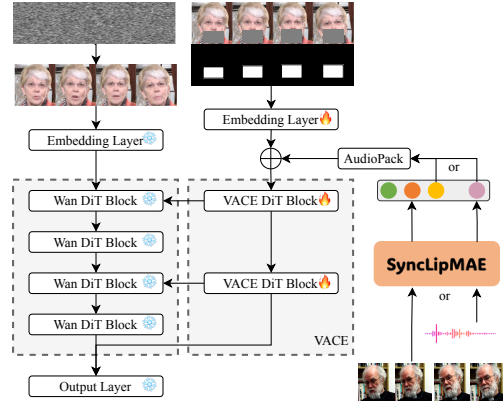 Embedding Layer
Embedding Layer
AudioPack
or
Wan DiT Block
VACE DiT Block
Wan DiT Block
SyncLipMAE
Wan DiT Block
VACE DiT Block
or
Wan DiT Block
VACE
Output Layer